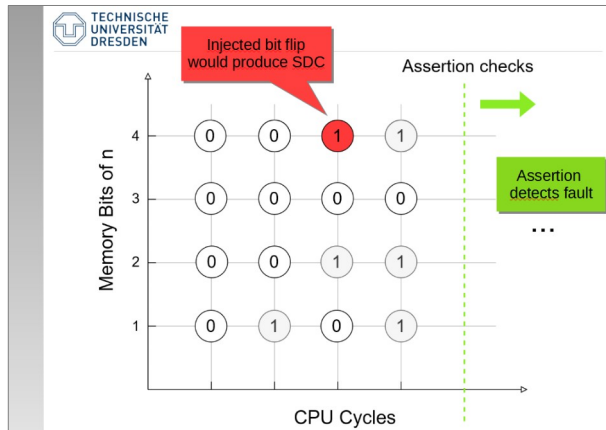 TECHNISCHE
UNIVERSITÄT
DRESDEN
Injected bit flip
would produce SDC
Assertion checks
4
0 0 1 1
Assertion
detects fault
...
3
0 0 0 0
2
0 0 1 1
1
0 1 0 1
Memory Bits of n
CPU Cycles